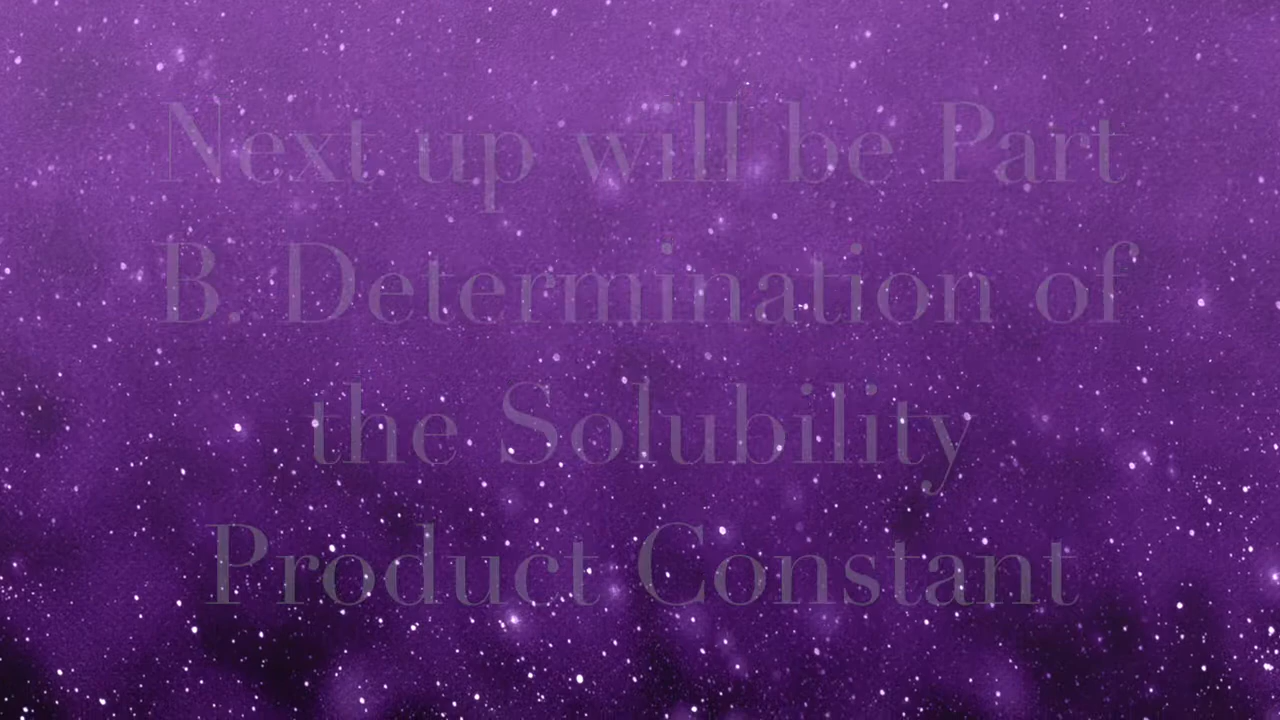 Next up will be Part
B. Determination of
the Solubility
Product Constant